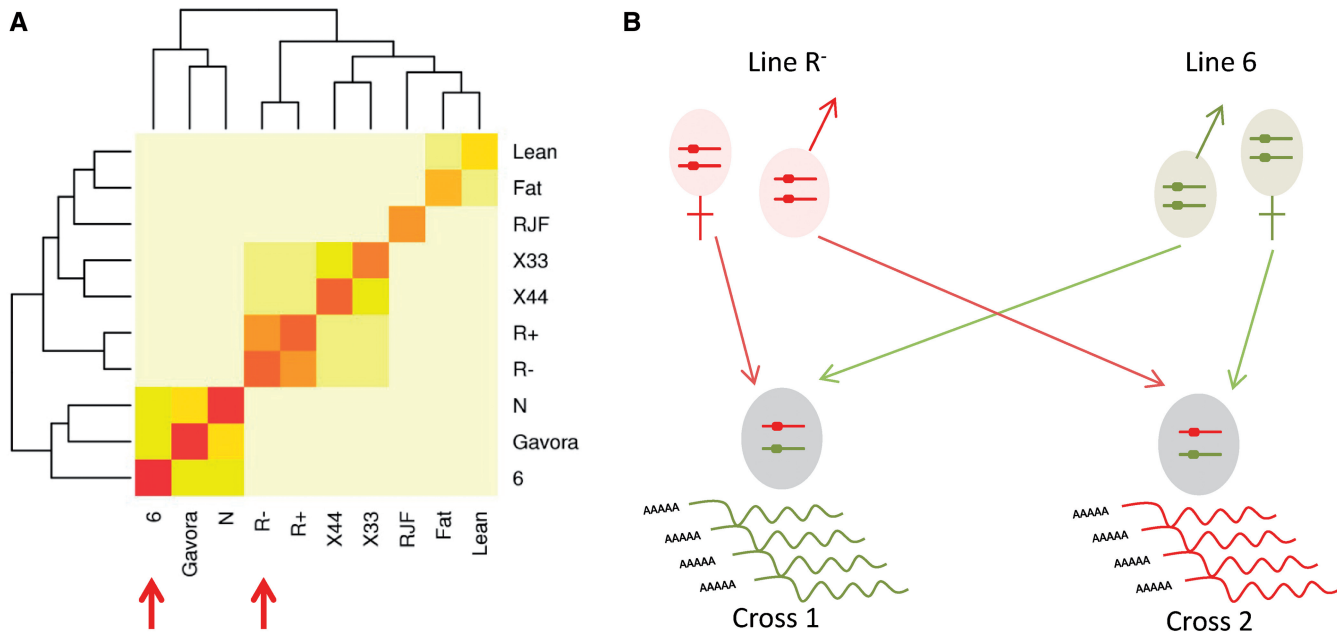 A
Lean
Fat
RJF
X33
X44
R+
R-
N
Gavora
6
6
Gavora
N
R-
R+
X44
X33
RJF
Fat
Lean
B
Line R-
Line 6
AAAAA
AAAAA
AAAAA
AAAAA
Cross 1
AAAAA
AAAAA
AAAAA
AAAAA
Cross 2